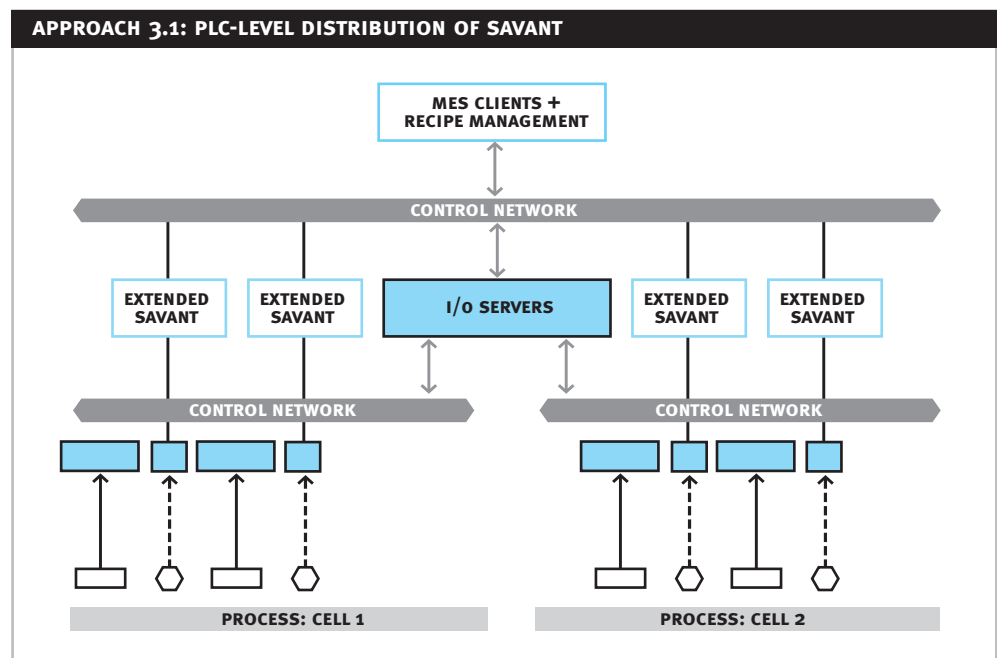 APPROACH 3.1: PLC-LEVEL DISTRIBUTION OF SAVANT
MES CLIENTS +
RECIPE MANAGEMENT
CONTROL NETWORK
EXTENDED
SAVANT
EXTENDED
SAVANT
I/O SERVERS
EXTENDED
SAVANT
EXTENDED
SAVANT
CONTROL NETWORK
CONTROL NETWORK
PROCESS: CELL 1
PROCESS: CELL 2